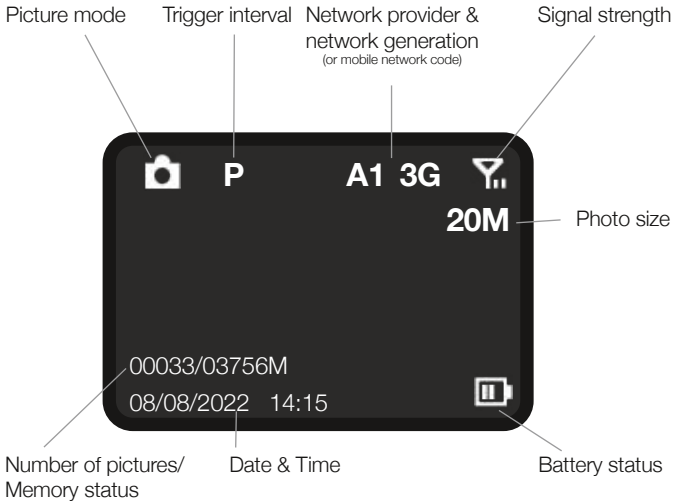 Picture mode
Trigger interval
Network provider &
network generation
(or mobile network code)
Signal strength
P
A1 3G
20M
Photo size
00033/03756M
08/08/2022 14:15
Number of pictures/
Memory status
Date & Time
Battery status